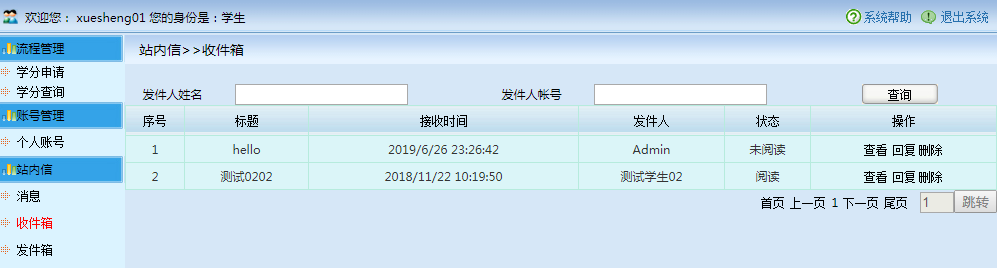 欢迎您： xuesheng01 您的身份是：学生
系统帮助 退出系统
流程管理
学分申请
学分查询
账号管理
个人账号
站内信
消息
收件箱
发件箱
站内信>>收件箱
发件人姓名 发件人帐号 查询
序号 标题 接收时间 发件人 状态 操作
1 hello 2019/6/26 23:26:42 Admin 未阅读 查看 回复 删除
2 测试0202 2018/11/22 10:19:50 测试学生02 阅读 查看 回复 删除
首页 上一页 1 下一页 尾页 1 跳转